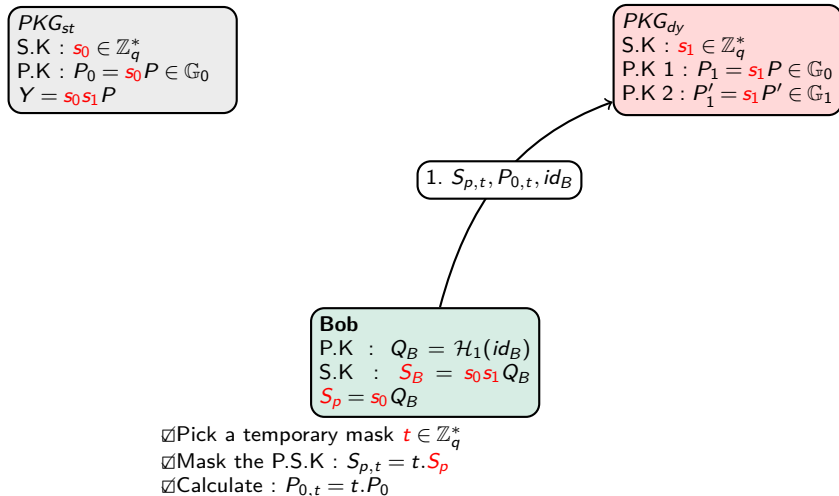 PKG_st
S.K : s_0 ∈ ℤ_q^*
P.K : P_0 = s_0P ∈ 𝔾_0
Y = s_0s_1P
PKG_dy
S.K : s_1 ∈ ℤ_q^*
P.K 1 : P_1 = s_1P ∈ 𝔾_0
P.K 2 : P'_1 = s_1P' ∈ 𝔾_1
1. S_{p,t}, P_{0,t}, id_B
Bob
P.K : Q_B = ℋ_1(id_B)
S.K : S_B = s_0s_1Q_B
S_p = s_0Q_B
☑Pick a temporary mask t ∈ ℤ_q^*
☑Mask the P.S.K : S_{p,t} = t.S_p
☑Calculate : P_{0,t} = t.P_0